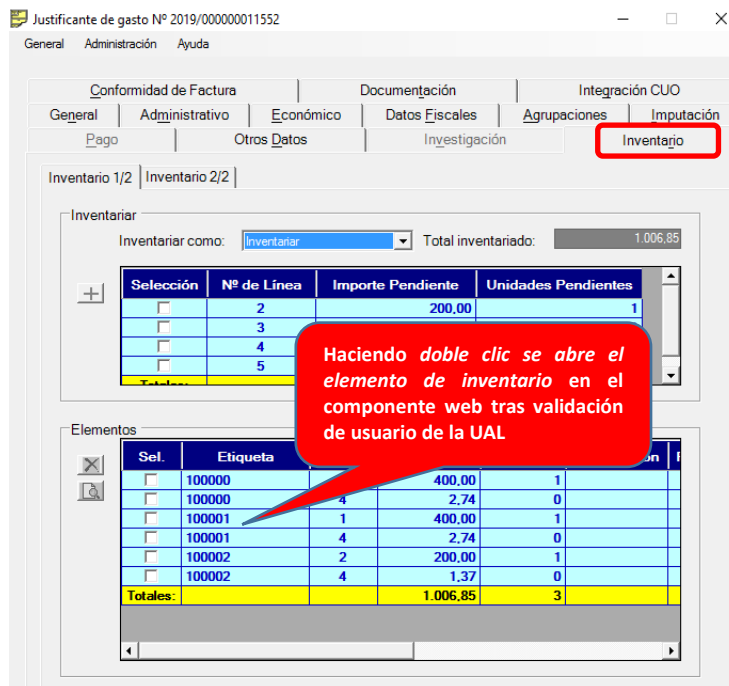 Justificante de gasto Nº 2019/000000011552
General Administración Ayuda
Conformidad de Factura Documentación Integración CUO
General Administrativo Económico Datos Fiscales Agrupaciones Imputación
Pago Otros Datos Investigación Inventario
Inventario 1/2 Inventario 2/2
Inventariar
Inventariar como: Inventariar Total inventariado: 1.006,85
Selección Nº de Línea Importe Pendiente Unidades Pendientes
2 200,00 1
3
4
5
Totales:
Haciendo doble clic se abre el
elemento de inventario en el
componente web tras validación
de usuario de la UAL
Elementos
Sel. Etiqueta
100000 400,00 1
100000 4 2,74 0
100001 1 400,00 1
100001 4 2,74 0
100002 2 200,00 1
100002 4 1,37 0
Totales: 1.006,85 3